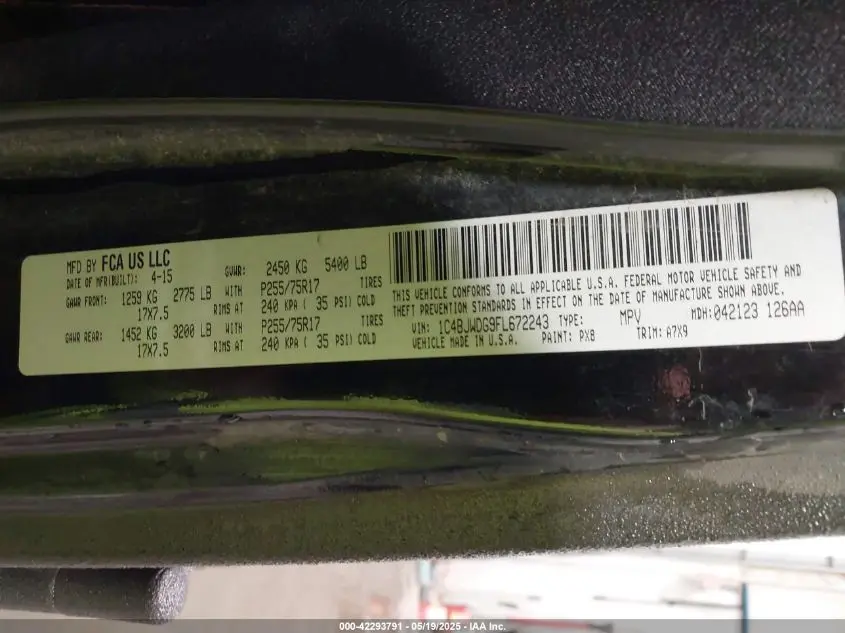 MFD BY FCA US LLC
DATE OF MFR(BUILT): 4-15 GVWR: 2450 KG 5400 LB
GAWR FRONT: 1259 KG 2775 LB WITH P255/75R17 TIRES
17X7.5 RIMS AT 240 KPA ( 35 PSI) COLD
GAWR REAR: 1452 KG 3200 LB WITH P255/75R17 TIRES
17X7.5 RIMS AT 240 KPA ( 35 PSI) COLD
THIS VEHICLE CONFORMS TO ALL APPLICABLE U.S.A. FEDERAL MOTOR VEHICLE SAFETY AND
THEFT PREVENTION STANDARDS IN EFFECT ON THE DATE OF MANUFACTURE SHOWN ABOVE.
VIN: 1C4BJWDG9FL672243 TYPE: MPV MDH: 042123 126AA
VEHICLE MADE IN U.S.A. PAINT: PX8 TRIM: A7X9
000-42293791 - 05/19/2025 - IAA Inc.